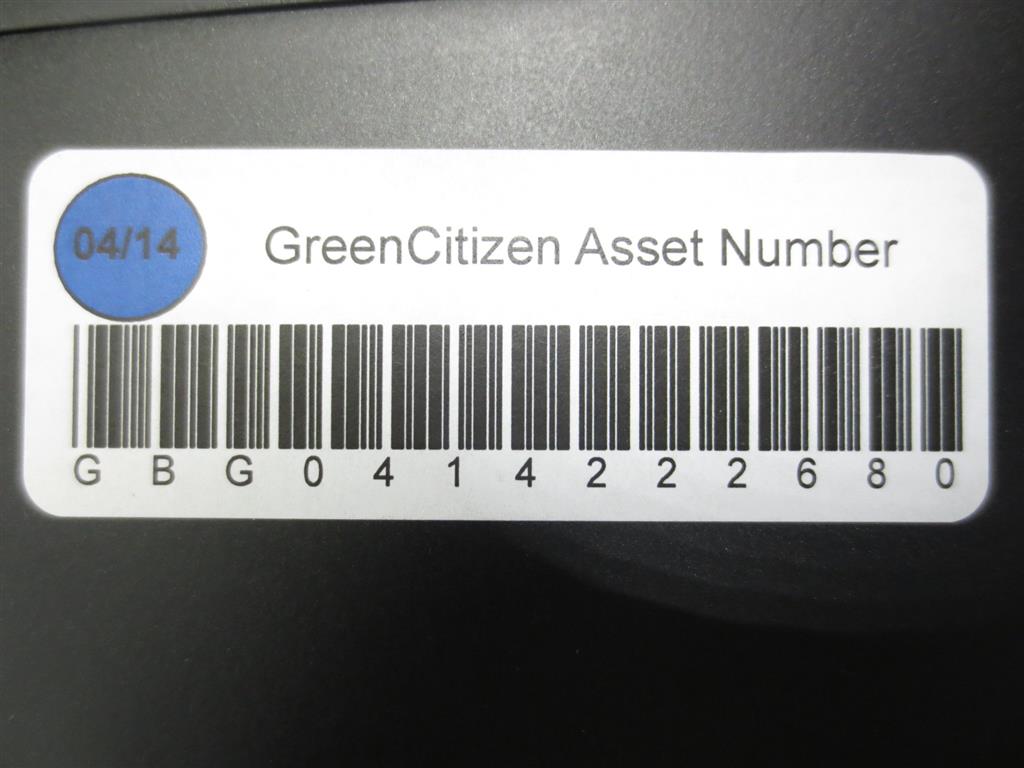 04/14
GreenCitizen Asset Number
G B G 0 4 1 4 2 2 2 6 8 0